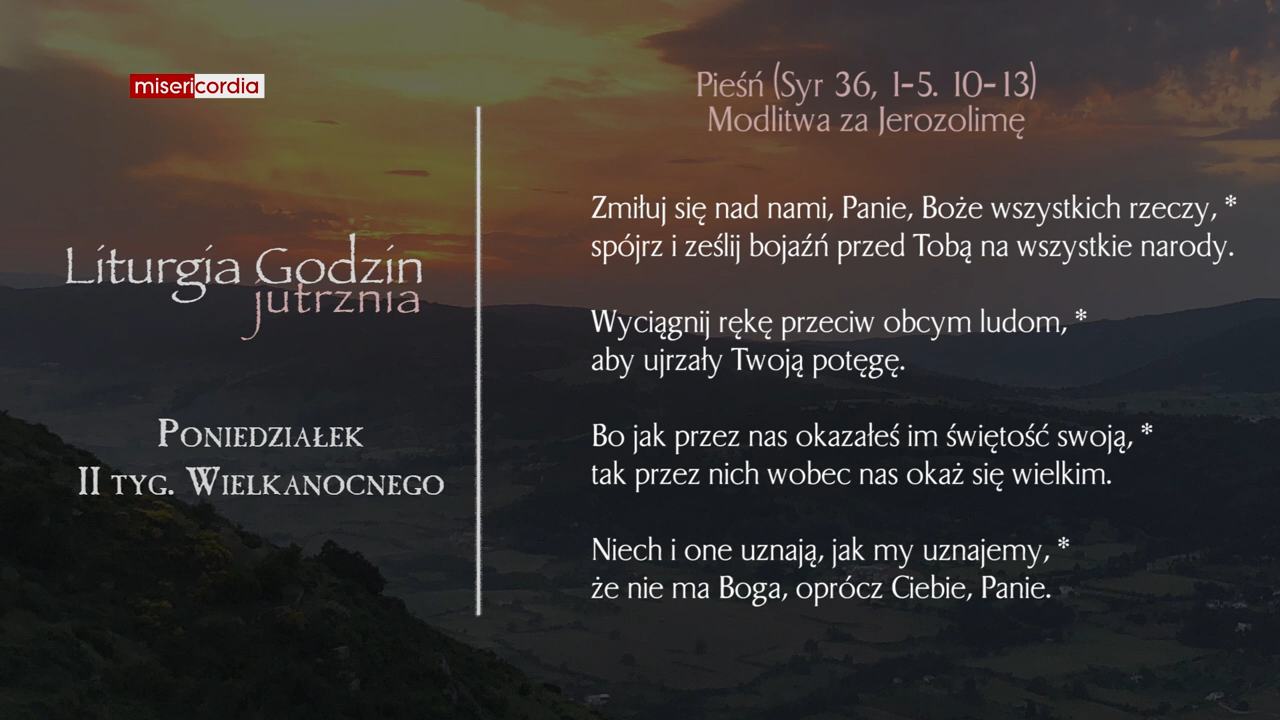 misericordia
Liturgia Godzin
jutrznia
Poniedziałek
II tyg. Wielkanocnego
Pieśń (Syr 36, 1-5. 10-13)
Modlitwa za Jerozolimę
Zmiłuj się nad nami, Panie, Boże wszystkich rzeczy, *
spójrz i ześlij bojaźń przed Tobą na wszystkie narody.
Wyciągnij rękę przeciw obcym ludom, *
aby ujrzały Twoją potęgę.
Bo jak przez nas okazałeś im świętość swoją, *
tak przez nich wobec nas okaż się wielkim.
Niech i one uznają, jak my uznajemy, *
że nie ma Boga, oprócz Ciebie, Panie.